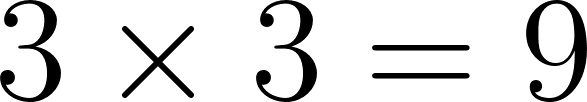 3 × 3 = 9